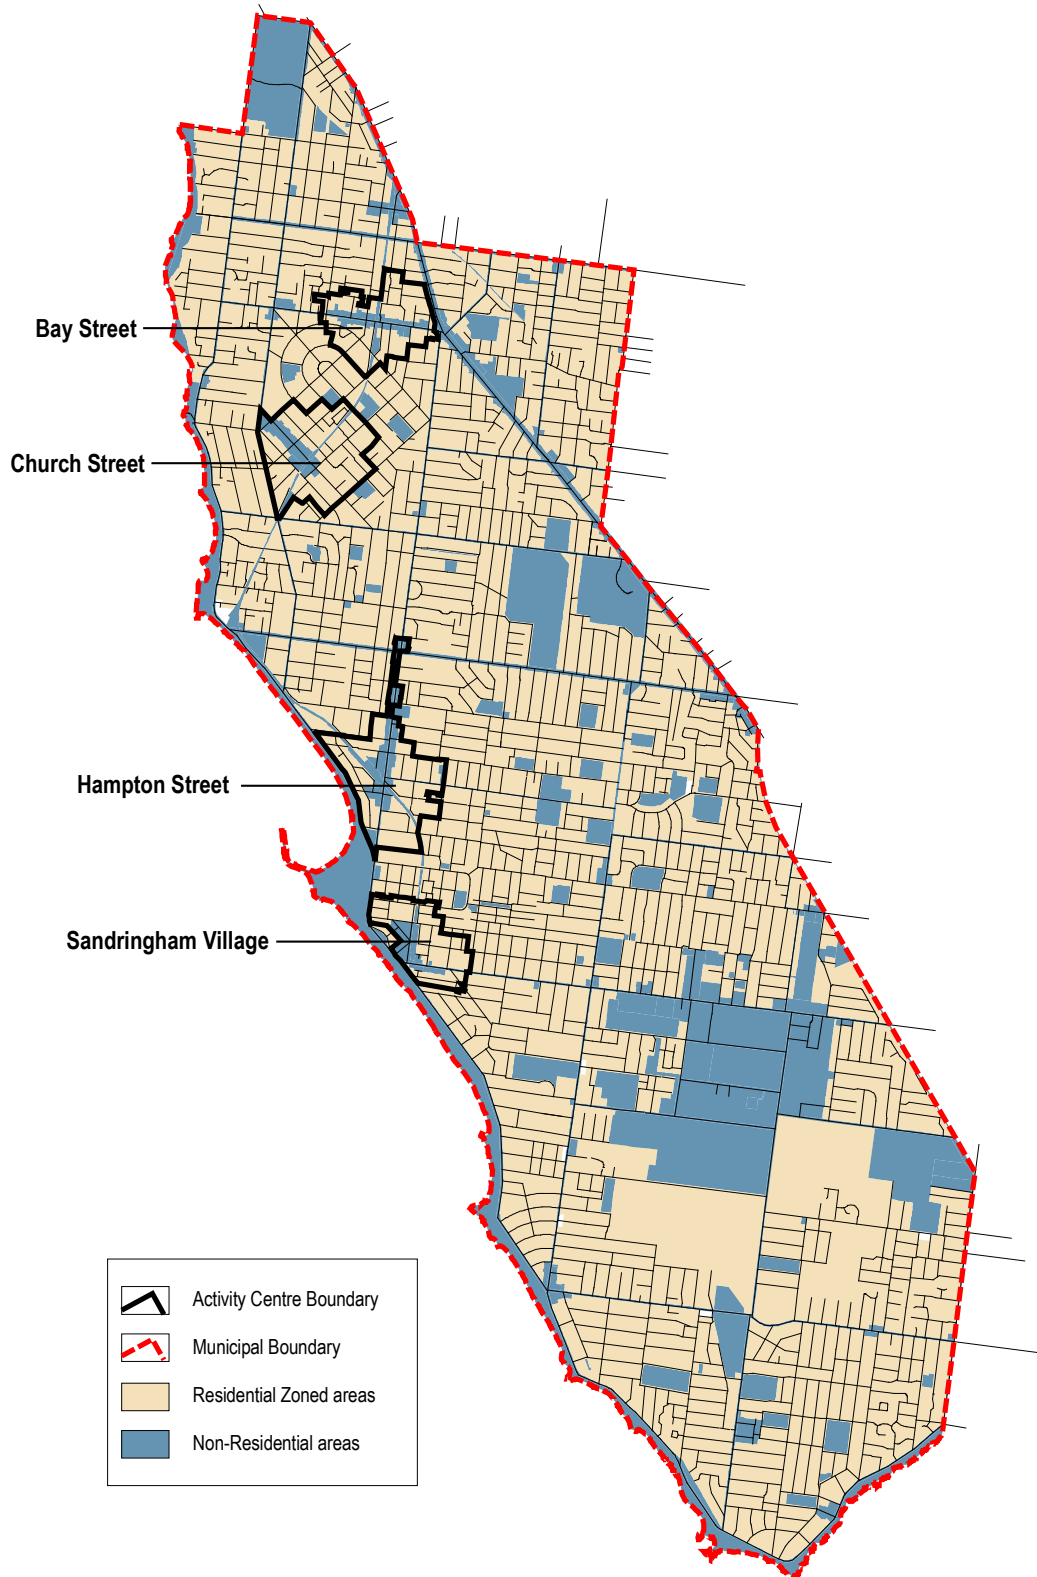 Bay Street
Church Street
Hampton Street
Sandringham Village
Activity Centre Boundary
Municipal Boundary
Residential Zoned areas
Non-Residential areas